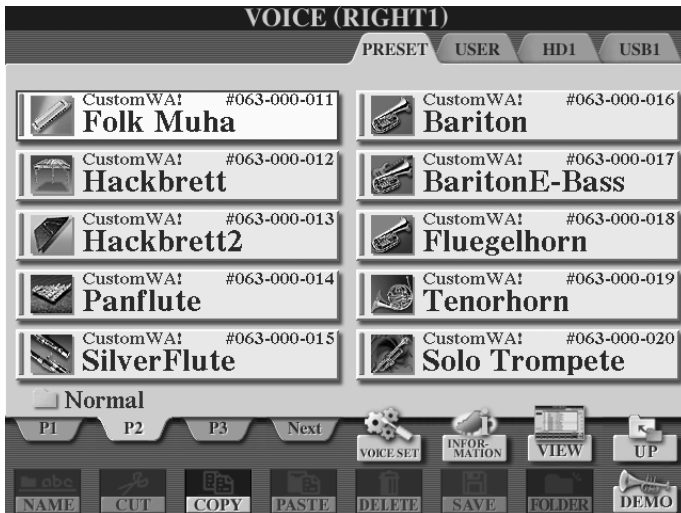 VOICE (RIGHT1)
PRESET USER HD1 USB1
CustomWA! #063-000-011
Folk Muha
CustomWA! #063-000-012
Hackbrett
CustomWA! #063-000-013
Hackbrett2
CustomWA! #063-000-014
Panflute
CustomWA! #063-000-015
SilverFlute
CustomWA! #063-000-016
Bariton
CustomWA! #063-000-017
BaritonE-Bass
CustomWA! #063-000-018
Fluegelhorn
CustomWA! #063-000-019
Tenorhorn
CustomWA! #063-000-020
Solo Trompete
Normal
P1 P2 P3 Next
VOICE SET
INFOR-
MATION
VIEW
UP
abc
NAME CUT COPY PASTE DELETE SAVE FOLDER DEMO